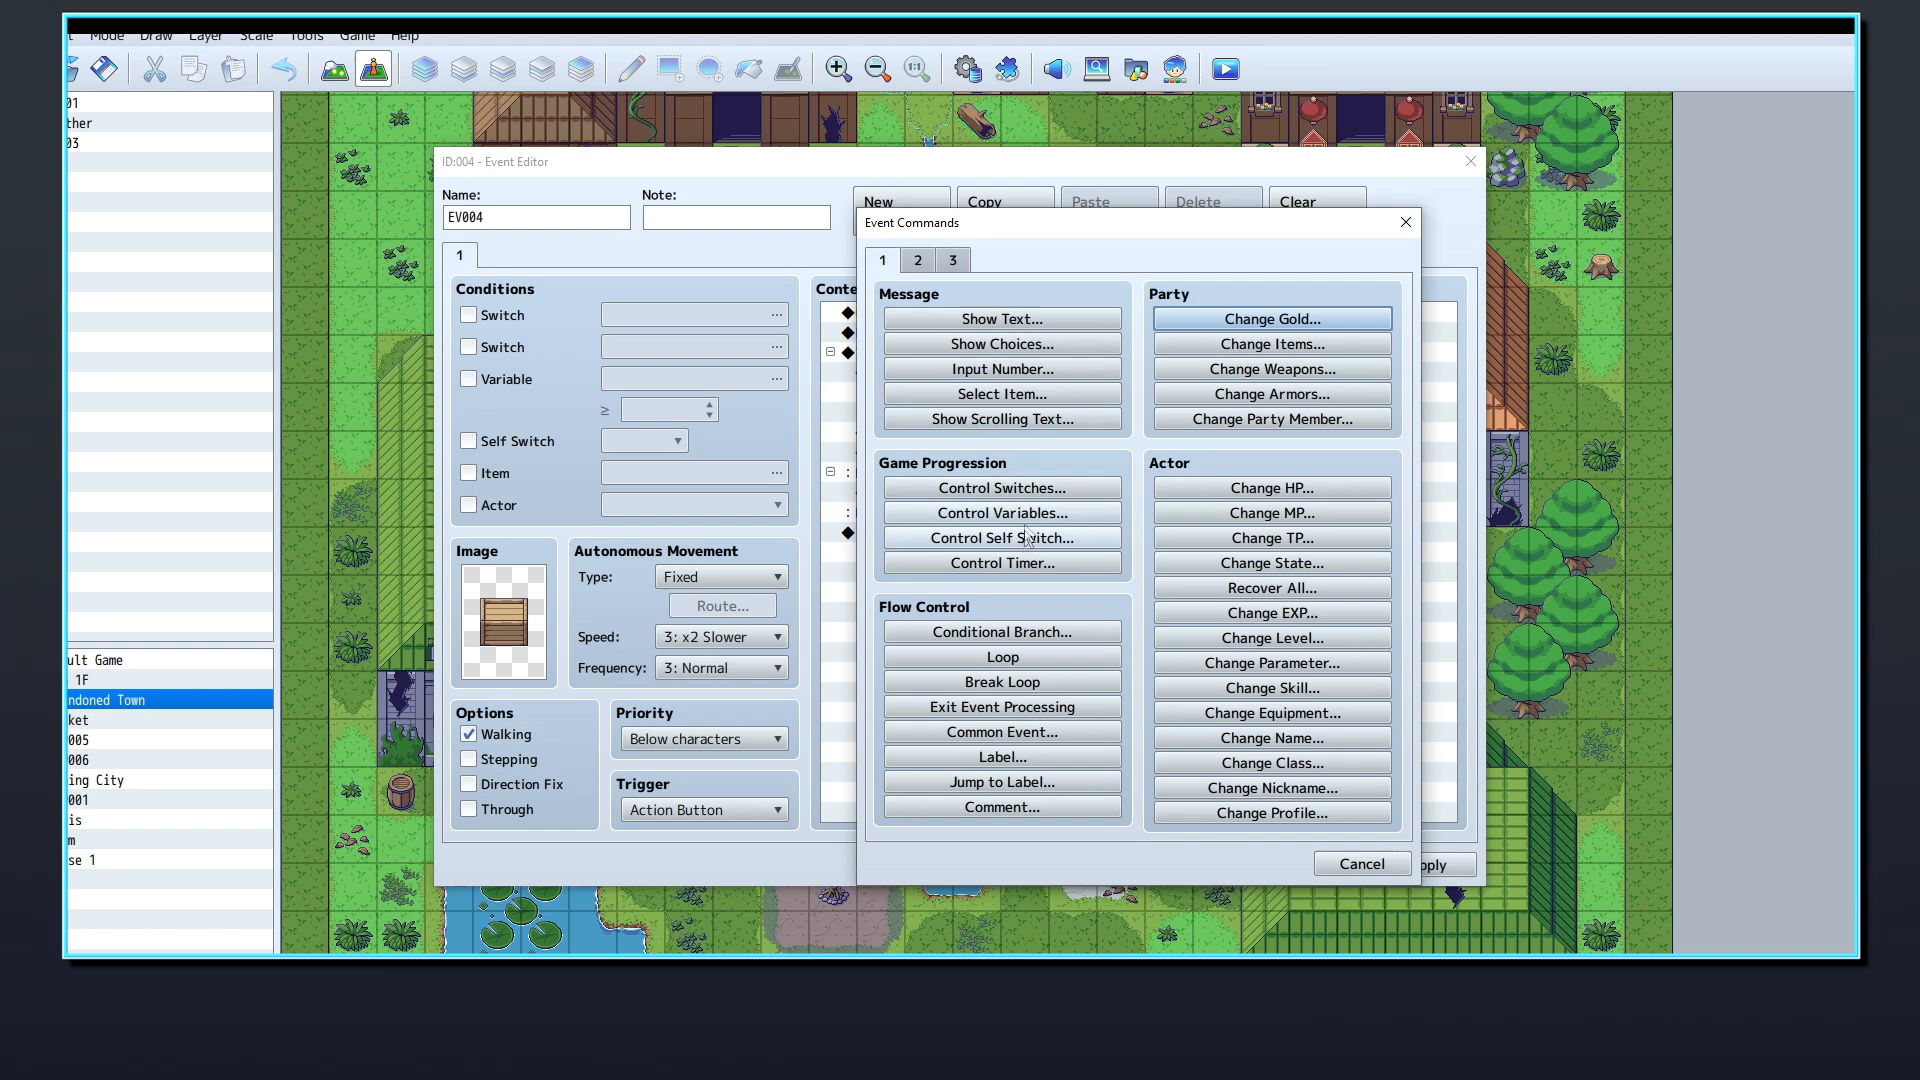 Mode Draw Layer Scale Tools Game Help
01
ther
03
ult Game
1F
ndoned Town
ket
005
006
ing City
001
is
m
se 1
ID:004 - Event Editor
Name:
Note:
EV004
New
Copy
Paste
Delete
Clear
1
Conditions
Switch
...
Switch
...
Variable
...
≥
Self Switch
Item
...
Actor
Image
Autonomous Movement
Type:
Fixed
Route...
Speed:
3: x2 Slower
Frequency:
3: Normal
Options
Walking
Stepping
Direction Fix
Through
Priority
Below characters
Trigger
Action Button
Conte
pply
Event Commands
1 2 3
Message
Show Text...
Show Choices...
Input Number...
Select Item...
Show Scrolling Text...
Game Progression
Control Switches...
Control Variables...
Control Self Switch...
Control Timer...
Flow Control
Conditional Branch...
Loop
Break Loop
Exit Event Processing
Common Event...
Label...
Jump to Label...
Comment...
Party
Change Gold...
Change Items...
Change Weapons...
Change Armors...
Change Party Member...
Actor
Change HP...
Change MP...
Change TP...
Change State...
Recover All...
Change EXP...
Change Level...
Change Parameter...
Change Skill...
Change Equipment...
Change Name...
Change Class...
Change Nickname...
Change Profile...
Cancel